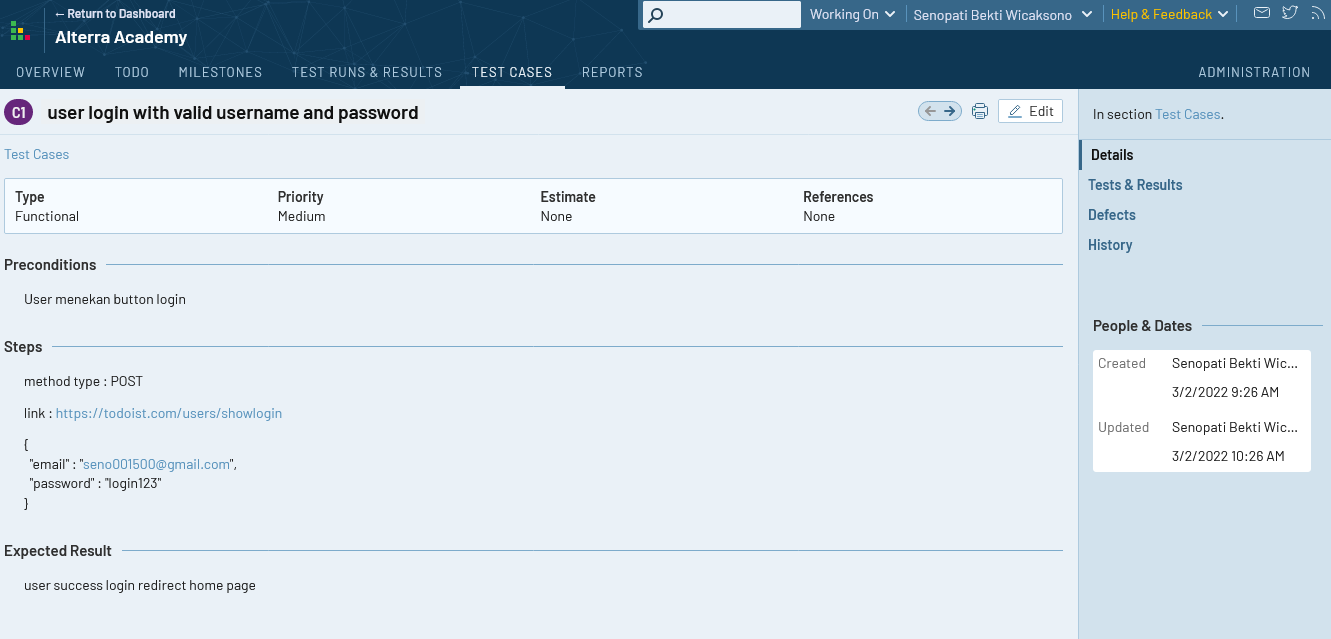 ← Return to Dashboard
Alterra Academy
Working On
Senopati Bekti Wicaksono
Help & Feedback
OVERVIEW
TODO
MILESTONES
TEST RUNS & RESULTS
TEST CASES
REPORTS
ADMINISTRATION
C1
user login with valid username and password
Edit
In section Test Cases.
Test Cases
Type
Priority
Estimate
References
Functional
Medium
None
None
Preconditions
User menekan button login
Steps
method type : POST
link : https://todoist.com/users/showlogin
{
"email" : "seno001500@gmail.com",
"password" : "login123"
}
Expected Result
user success login redirect home page
Details
Tests & Results
Defects
History
People & Dates
Created
Senopati Bekti Wic...
3/2/2022 9:26 AM
Updated
Senopati Bekti Wic...
3/2/2022 10:26 AM